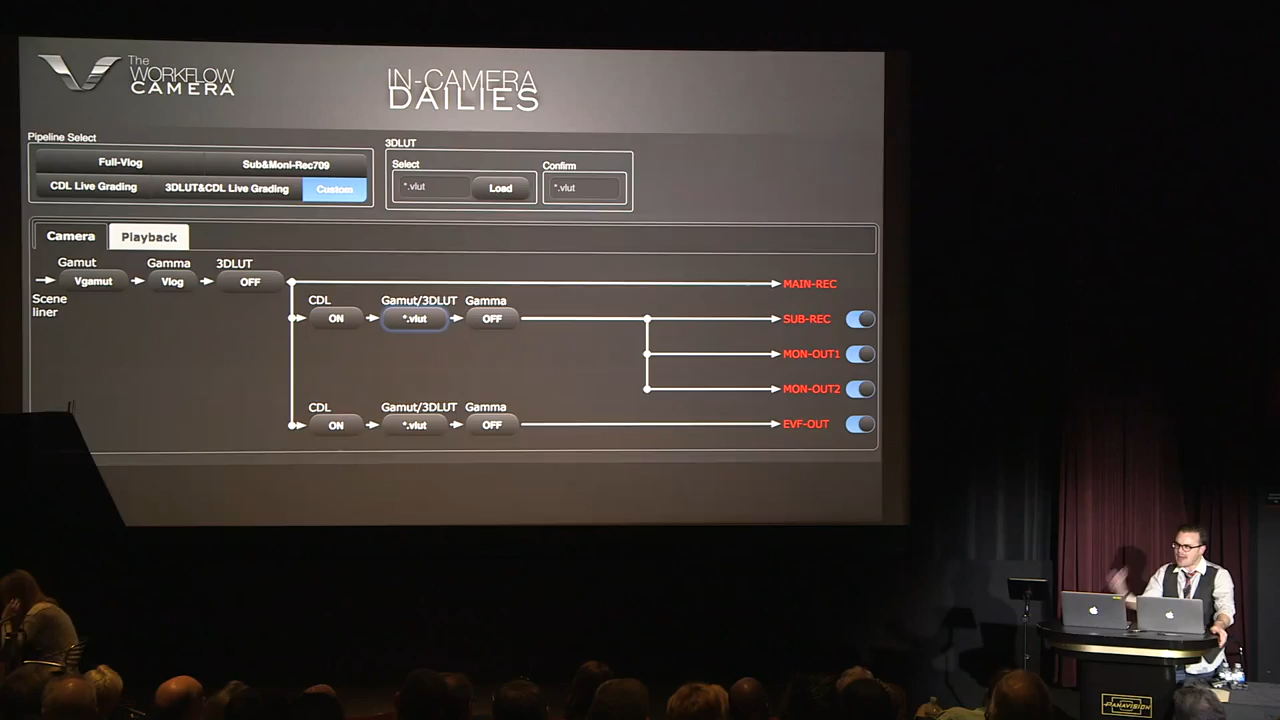 The
WORKFLOW
CAMERA
IN-CAMERA
DAILIES
Pipeline Select
Full-Vlog
Sub&Moni-Rec709
CDL Live Grading
3DLUT&CDL Live Grading
Custom
3DLUT
Select
*.vlut
Load
Confirm
*.vlut
Camera
Playback
Gamut
Gamma
3DLUT
Vgamut
Vlog
OFF
Scene
liner
MAIN-REC
CDL
Gamut/3DLUT
Gamma
ON
*.vlut
OFF
SUB-REC
MON-OUT1
MON-OUT2
CDL
Gamut/3DLUT
Gamma
ON
*.vlut
OFF
EVF-OUT
PANAVISION